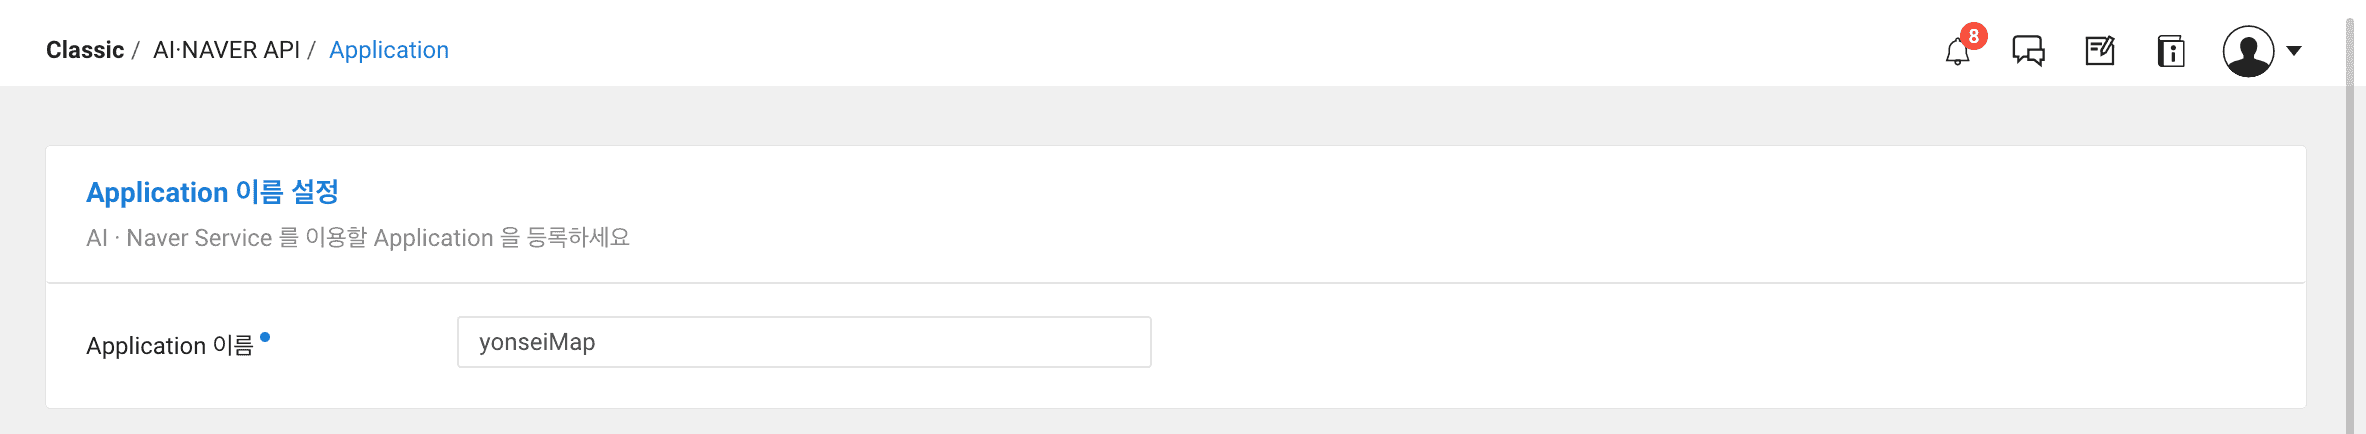 Classic / AI·NAVER API / Application
8
Application 이름 설정
AI · Naver Service 를 이용할 Application 을 등록하세요
Application 이름
yonseiMap